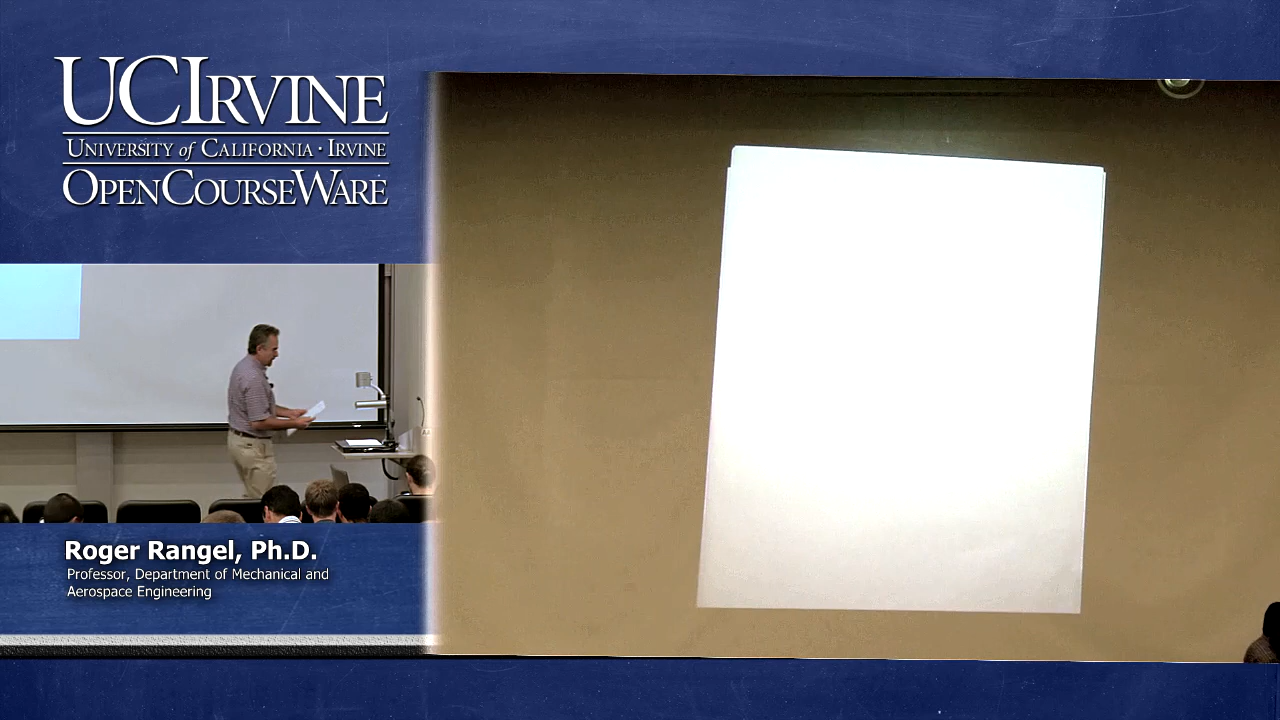 UCIRVINE
UNIVERSITY of CALIFORNIA · IRVINE
OPENCOURSEWARE
Roger Rangel, Ph.D.
Professor, Department of Mechanical and
Aerospace Engineering